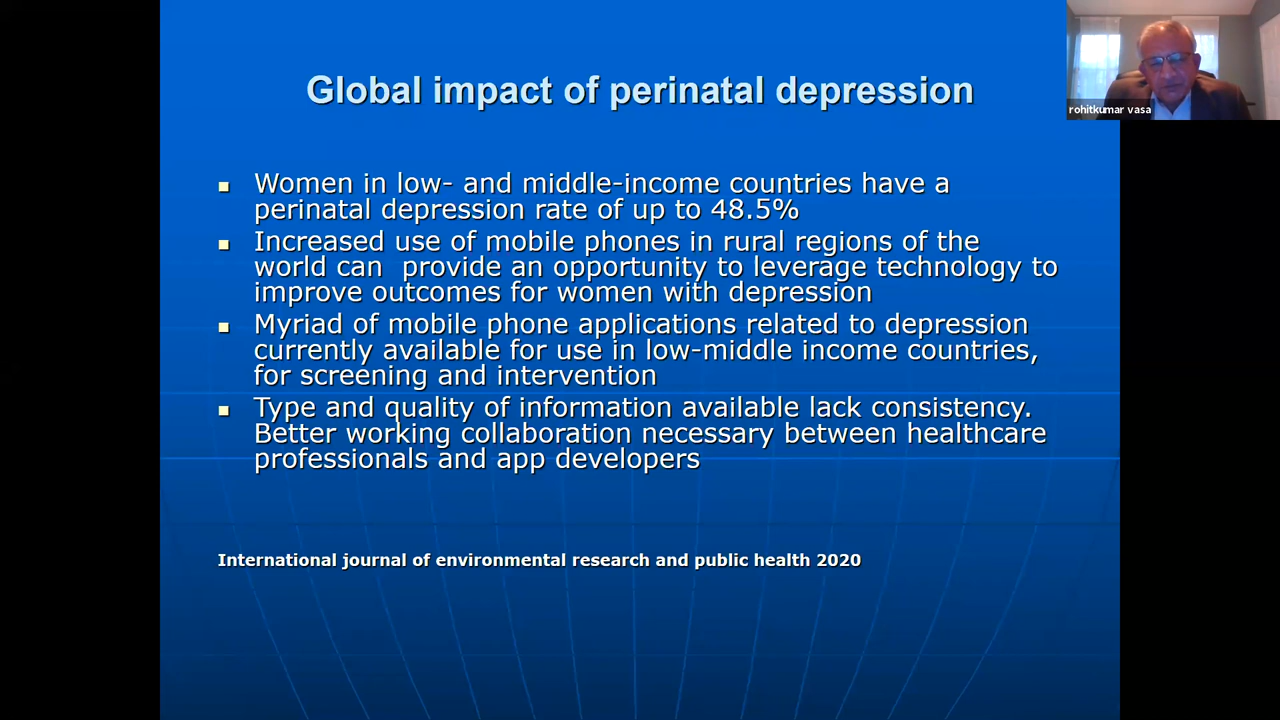 Global impact of perinatal depression
rohitkumar vasa
Women in low- and middle-income countries have a
perinatal depression rate of up to 48.5%
Increased use of mobile phones in rural regions of the
world can  provide an opportunity to leverage technology to
improve outcomes for women with depression
Myriad of mobile phone applications related to depression
currently available for use in low-middle income countries,
for screening and intervention
Type and quality of information available lack consistency.
Better working collaboration necessary between healthcare
professionals and app developers
International journal of environmental research and public health 2020